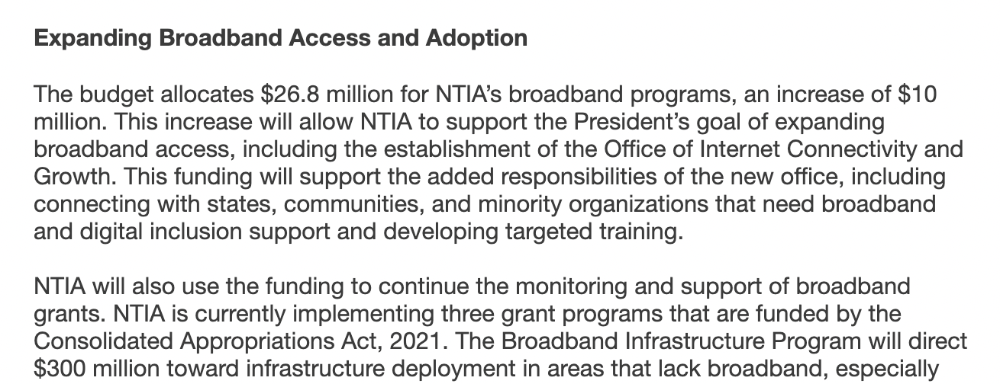 Expanding Broadband Access and Adoption
The budget allocates $26.8 million for NTIA’s broadband programs, an increase of $10
million. This increase will allow NTIA to support the President’s goal of expanding
broadband access, including the establishment of the Office of Internet Connectivity and
Growth. This funding will support the added responsibilities of the new office, including
connecting with states, communities, and minority organizations that need broadband
and digital inclusion support and developing targeted training.
NTIA will also use the funding to continue the monitoring and support of broadband
grants. NTIA is currently implementing three grant programs that are funded by the
Consolidated Appropriations Act, 2021. The Broadband Infrastructure Program will direct
$300 million toward infrastructure deployment in areas that lack broadband, especially